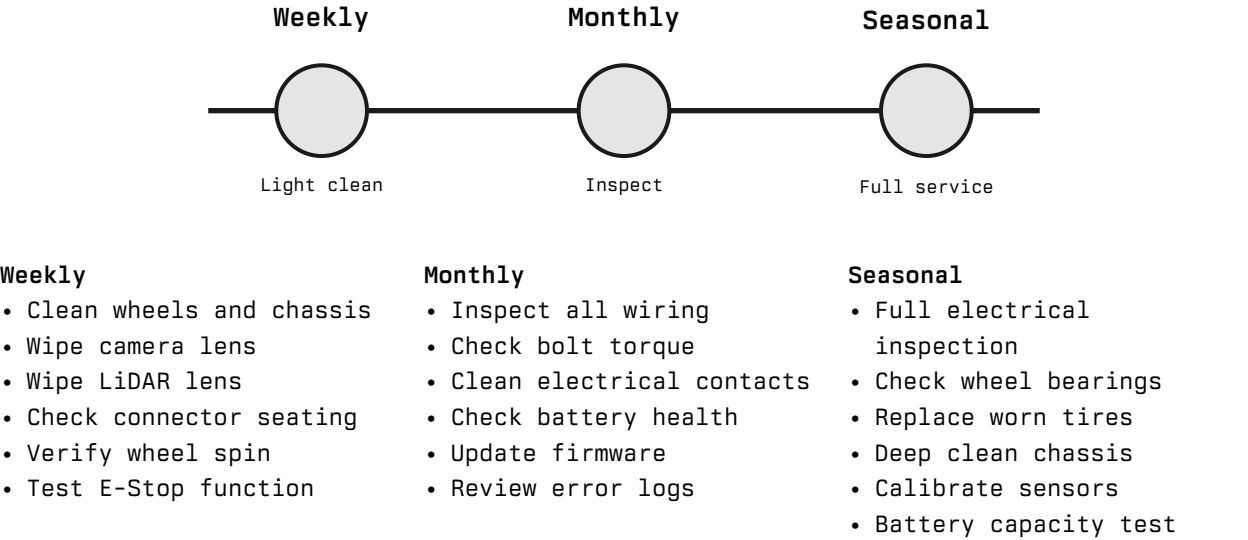 Weekly
Monthly
Seasonal
Light clean
Inspect
Full service
Weekly
• Clean wheels and chassis
• Wipe camera lens
• Wipe LiDAR lens
• Check connector seating
• Verify wheel spin
• Test E-Stop function
Monthly
• Inspect all wiring
• Check bolt torque
• Clean electrical contacts
• Check battery health
• Update firmware
• Review error logs
Seasonal
• Full electrical
inspection
• Check wheel bearings
• Replace worn tires
• Deep clean chassis
• Calibrate sensors
• Battery capacity test